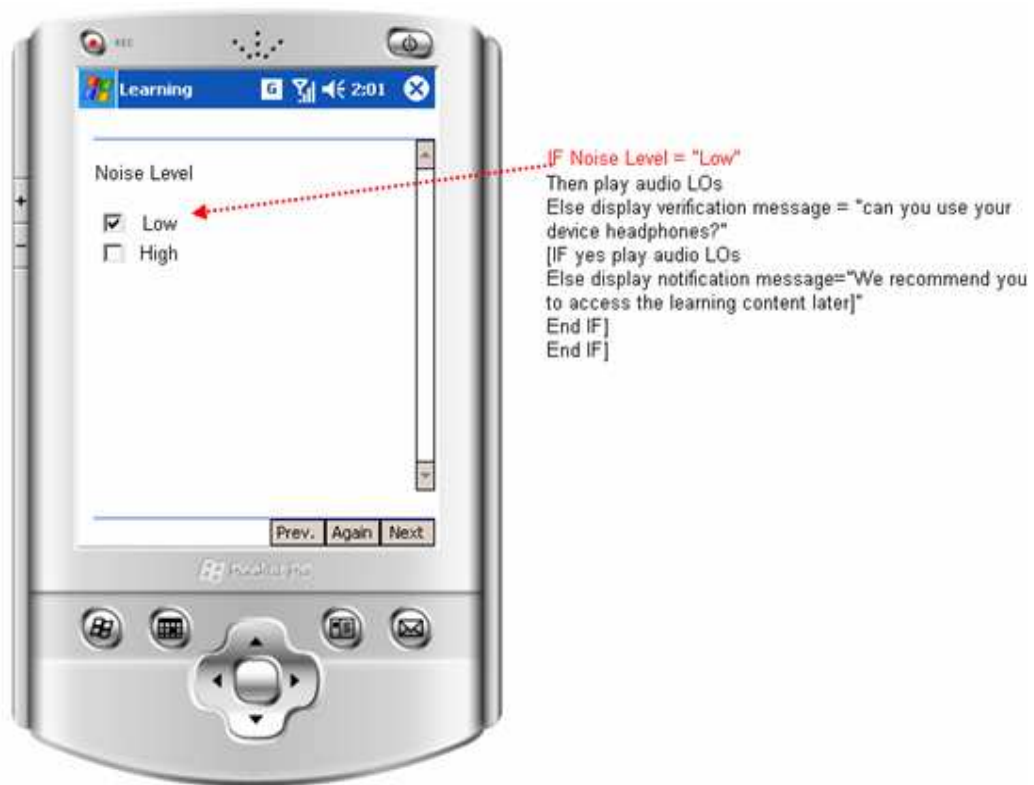 REC
Learning
G
2:01
Noise Level
Low
High
Prev. Again Next
+
−
IF Noise Level = "Low"
Then play audio LOs
Else display verification message = "can you use your
device headphones?"
[IF yes play audio LOs
Else display notification message="We recommend you
to access the learning content later]"
End IF]
End IF]